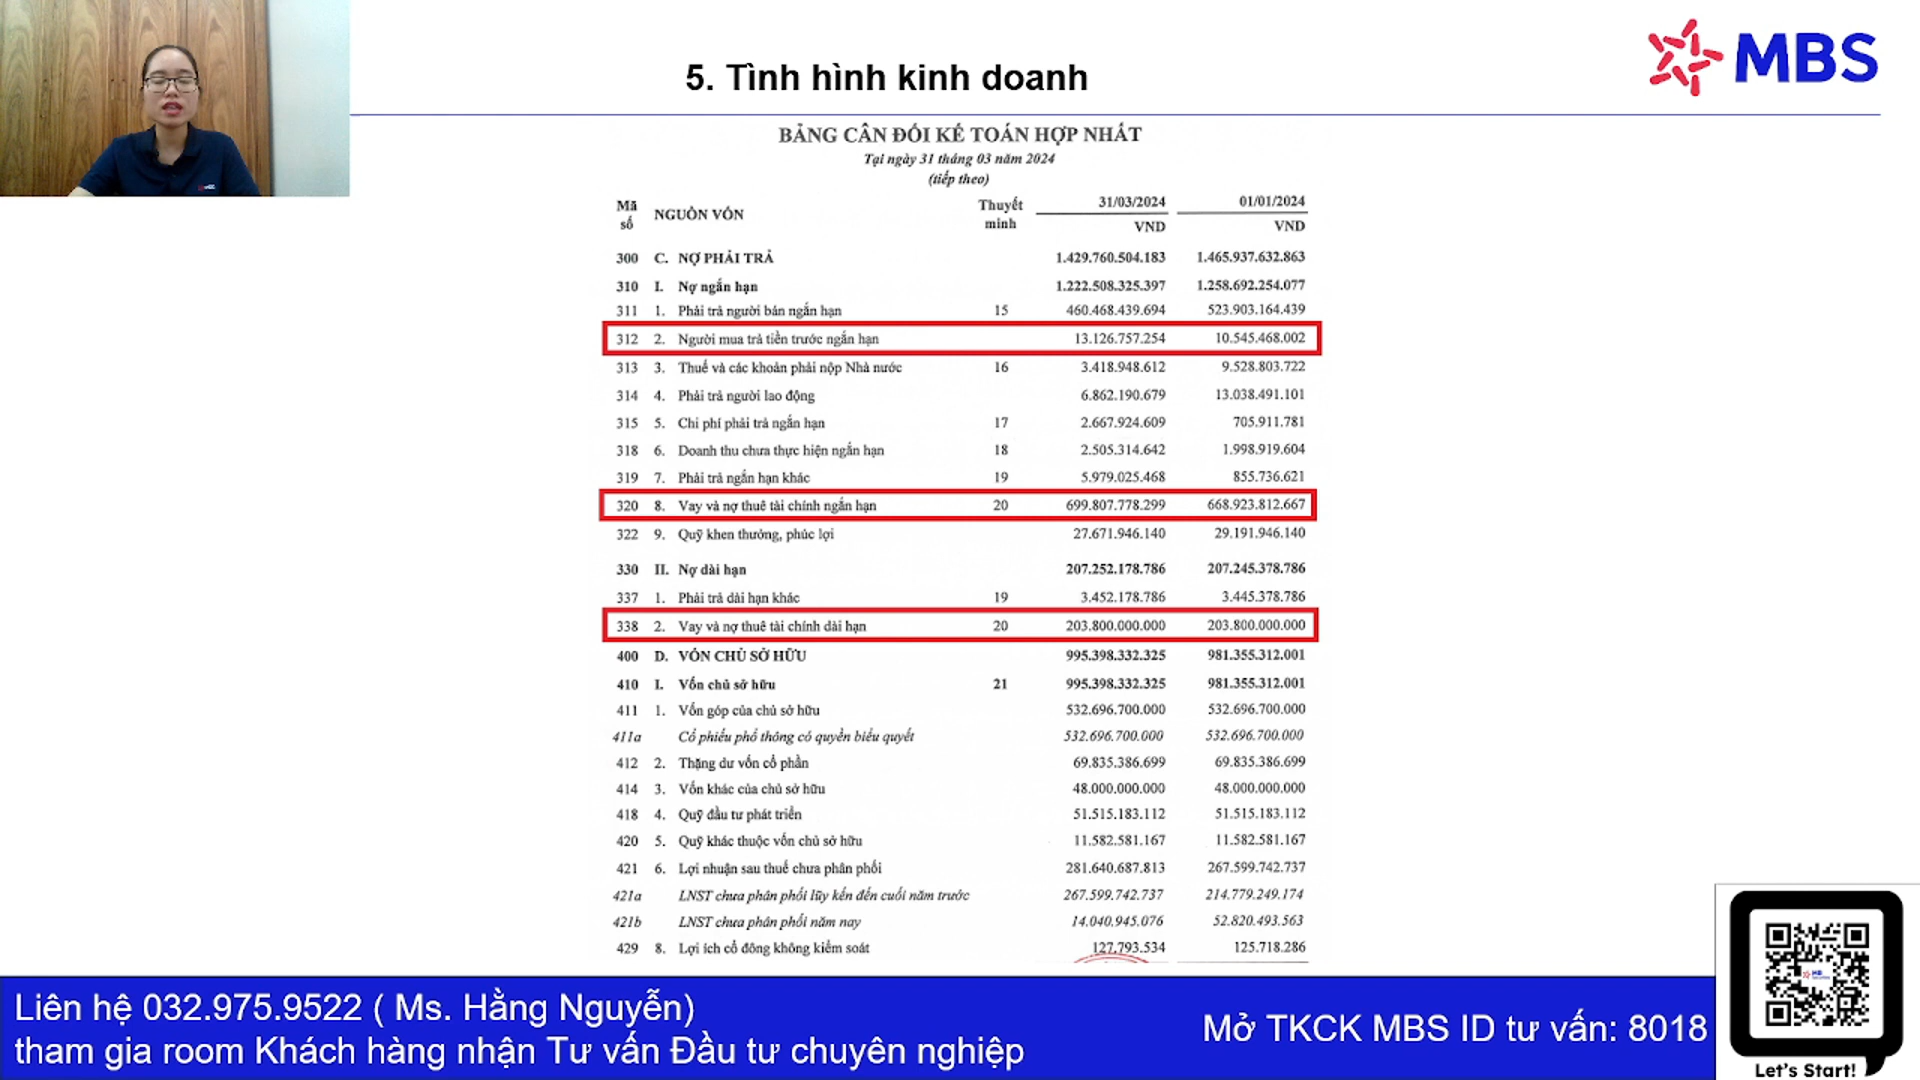 MBS
5. Tình hình kinh doanh
BẢNG CÂN ĐỐI KẾ TOÁN HỢP NHẤT
Tại ngày 31 tháng 03 năm 2024
(tiếp theo)
Mã số NGUỒN VỐN Thuyết minh 31/03/2024 01/01/2024
VND VND
300 C. NỢ PHẢI TRẢ 1.429.760.504.183 1.465.937.632.863
310 I. Nợ ngắn hạn 1.222.508.325.397 1.258.692.254.077
311 1. Phải trả người bán ngắn hạn 15 460.468.439.694 523.903.164.439
312 2. Người mua trả tiền trước ngắn hạn 13.126.757.254 10.545.468.002
313 3. Thuế và các khoản phải nộp Nhà nước 16 3.418.948.612 9.528.803.722
314 4. Phải trả người lao động 6.862.190.679 13.038.491.101
315 5. Chi phí phải trả ngắn hạn 17 2.667.924.609 705.911.781
318 6. Doanh thu chưa thực hiện ngắn hạn 18 2.505.314.642 1.998.919.604
319 7. Phải trả ngắn hạn khác 19 5.979.025.468 855.736.621
320 8. Vay và nợ thuê tài chính ngắn hạn 20 699.807.778.299 668.923.812.667
322 9. Quỹ khen thưởng, phúc lợi 27.671.946.140 29.191.946.140
330 II. Nợ dài hạn 207.252.178.786 207.245.378.786
337 1. Phải trả dài hạn khác 19 3.452.178.786 3.445.378.786
338 2. Vay và nợ thuê tài chính dài hạn 20 203.800.000.000 203.800.000.000
400 D. VỐN CHỦ SỞ HỮU 995.398.332.325 981.355.312.001
410 I. Vốn chủ sở hữu 21 995.398.332.325 981.355.312.001
411 1. Vốn góp của chủ sở hữu 532.696.700.000 532.696.700.000
411a Cổ phiếu phổ thông có quyền biểu quyết 532.696.700.000 532.696.700.000
412 2. Thặng dư vốn cổ phần 69.835.386.699 69.835.386.699
414 3. Vốn khác của chủ sở hữu 48.000.000.000 48.000.000.000
418 4. Quỹ đầu tư phát triển 51.515.183.112 51.515.183.112
420 5. Quỹ khác thuộc vốn chủ sở hữu 11.582.581.167 11.582.581.167
421 6. Lợi nhuận sau thuế chưa phân phối 281.640.687.813 267.599.742.737
421a LNST chưa phân phối lũy kế đến cuối năm trước 267.599.742.737 214.779.249.174
421b LNST chưa phân phối năm nay 14.040.945.076 52.820.493.563
429 8. Lợi ích cổ đông không kiểm soát 127.793.534 125.718.286
Liên hệ 032.975.9522 ( Ms. Hằng Nguyễn)
tham gia room Khách hàng nhận Tư vấn Đầu tư chuyên nghiệp
Mở TKCK MBS ID tư vấn: 8018
Let's Start!